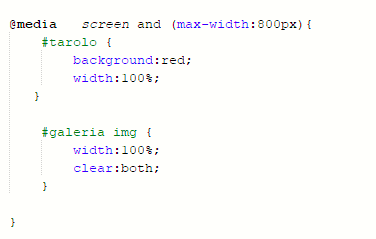 @media   screen and (max-width:800px){
    #tarolo {
        background:red;
        width:100%;
    }

    #galeria img {
        width:100%;
        clear:both;
    }

}